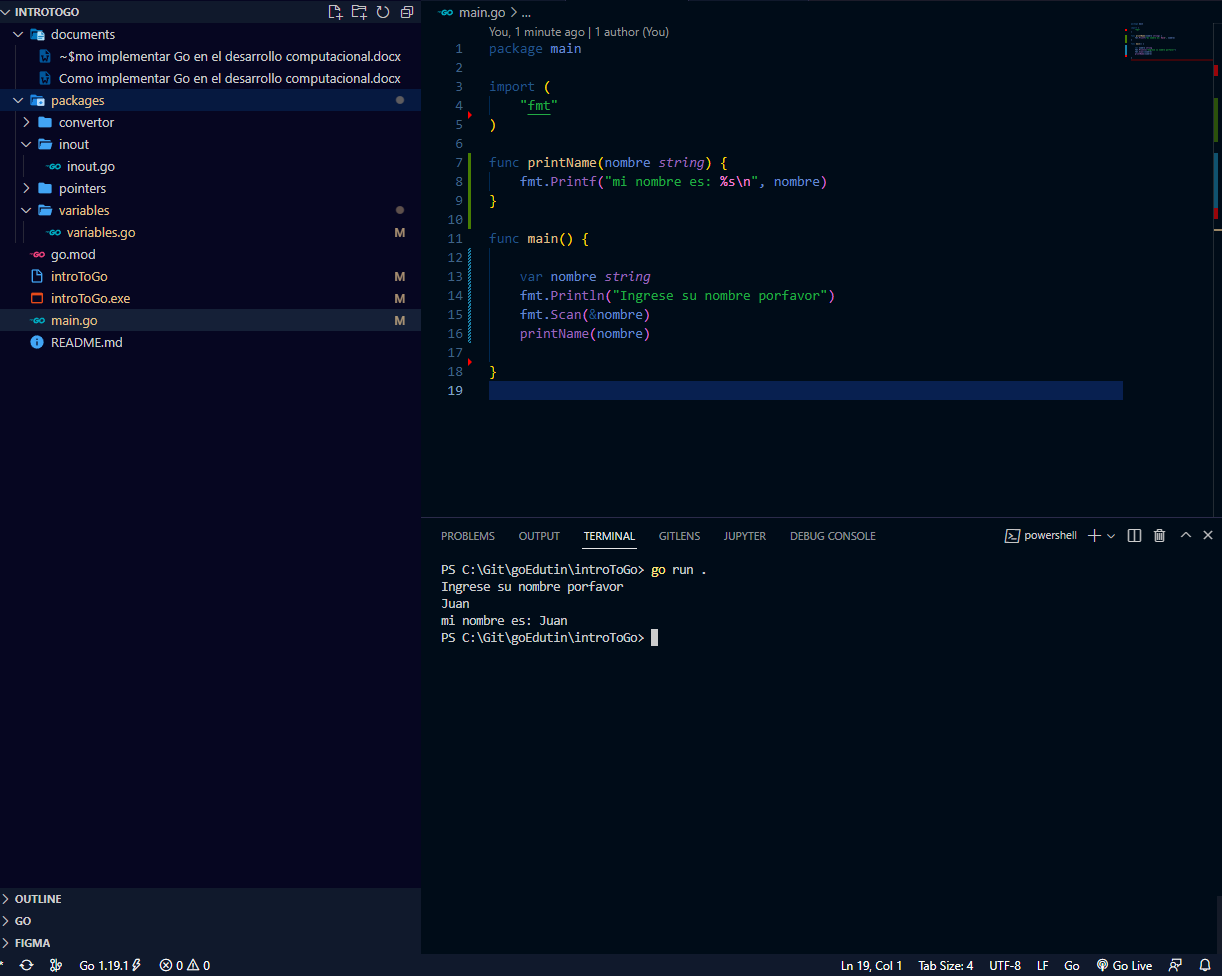 INTROTOGO
documents
~$mo implementar Go en el desarrollo computacional.docx
Como implementar Go en el desarrollo computacional.docx
packages
convertor
inout
inout.go
pointers
variables
variables.go M
go.mod
introToGo M
introToGo.exe M
main.go M
README.md
OUTLINE
GO
FIGMA
main.go > ...
You, 1 minute ago | 1 author (You)
1 package main
2
3 import (
4 "fmt"
5 )
6
7 func printName(nombre string) {
8 fmt.Printf("mi nombre es: %s\n", nombre)
9 }
10
11 func main() {
12
13 var nombre string
14 fmt.Println("Ingrese su nombre porfavor")
15 fmt.Scan(&nombre)
16 printName(nombre)
17
18 }
19
PROBLEMS OUTPUT TERMINAL GITLENS JUPYTER DEBUG CONSOLE powershell
PS C:\Git\goEdutin\introToGo> go run .
Ingrese su nombre porfavor
Juan
mi nombre es: Juan
PS C:\Git\goEdutin\introToGo>
Go 1.19.1 0 0 Ln 19, Col 1 Tab Size: 4 UTF-8 LF Go Go Live